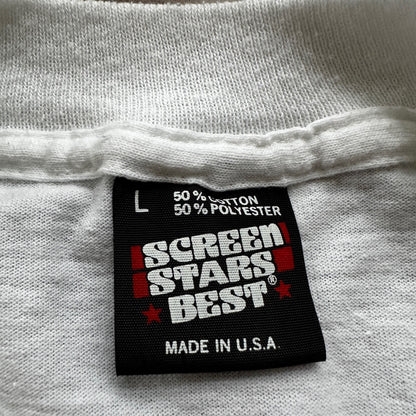 L
50% COTTON
50% POLYESTER
SCREEN
STARS
BEST®
MADE IN U.S.A.